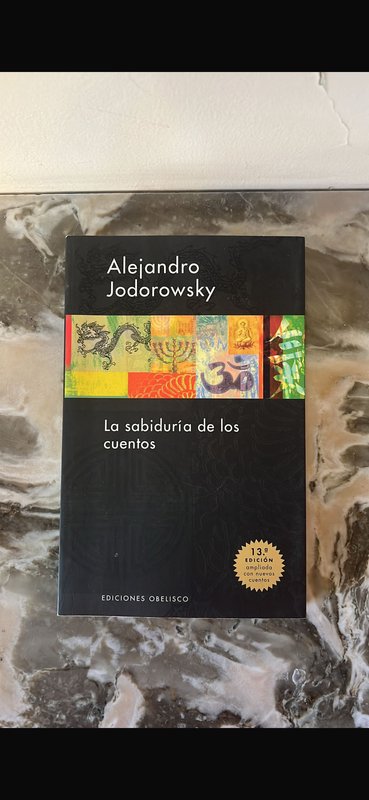 Alejandro
Jodorowsky
La sabiduría de los
cuentos
13.ª
EDICIÓN
ampliada
con nuevos
cuentos
EDICIONES OBELISCO